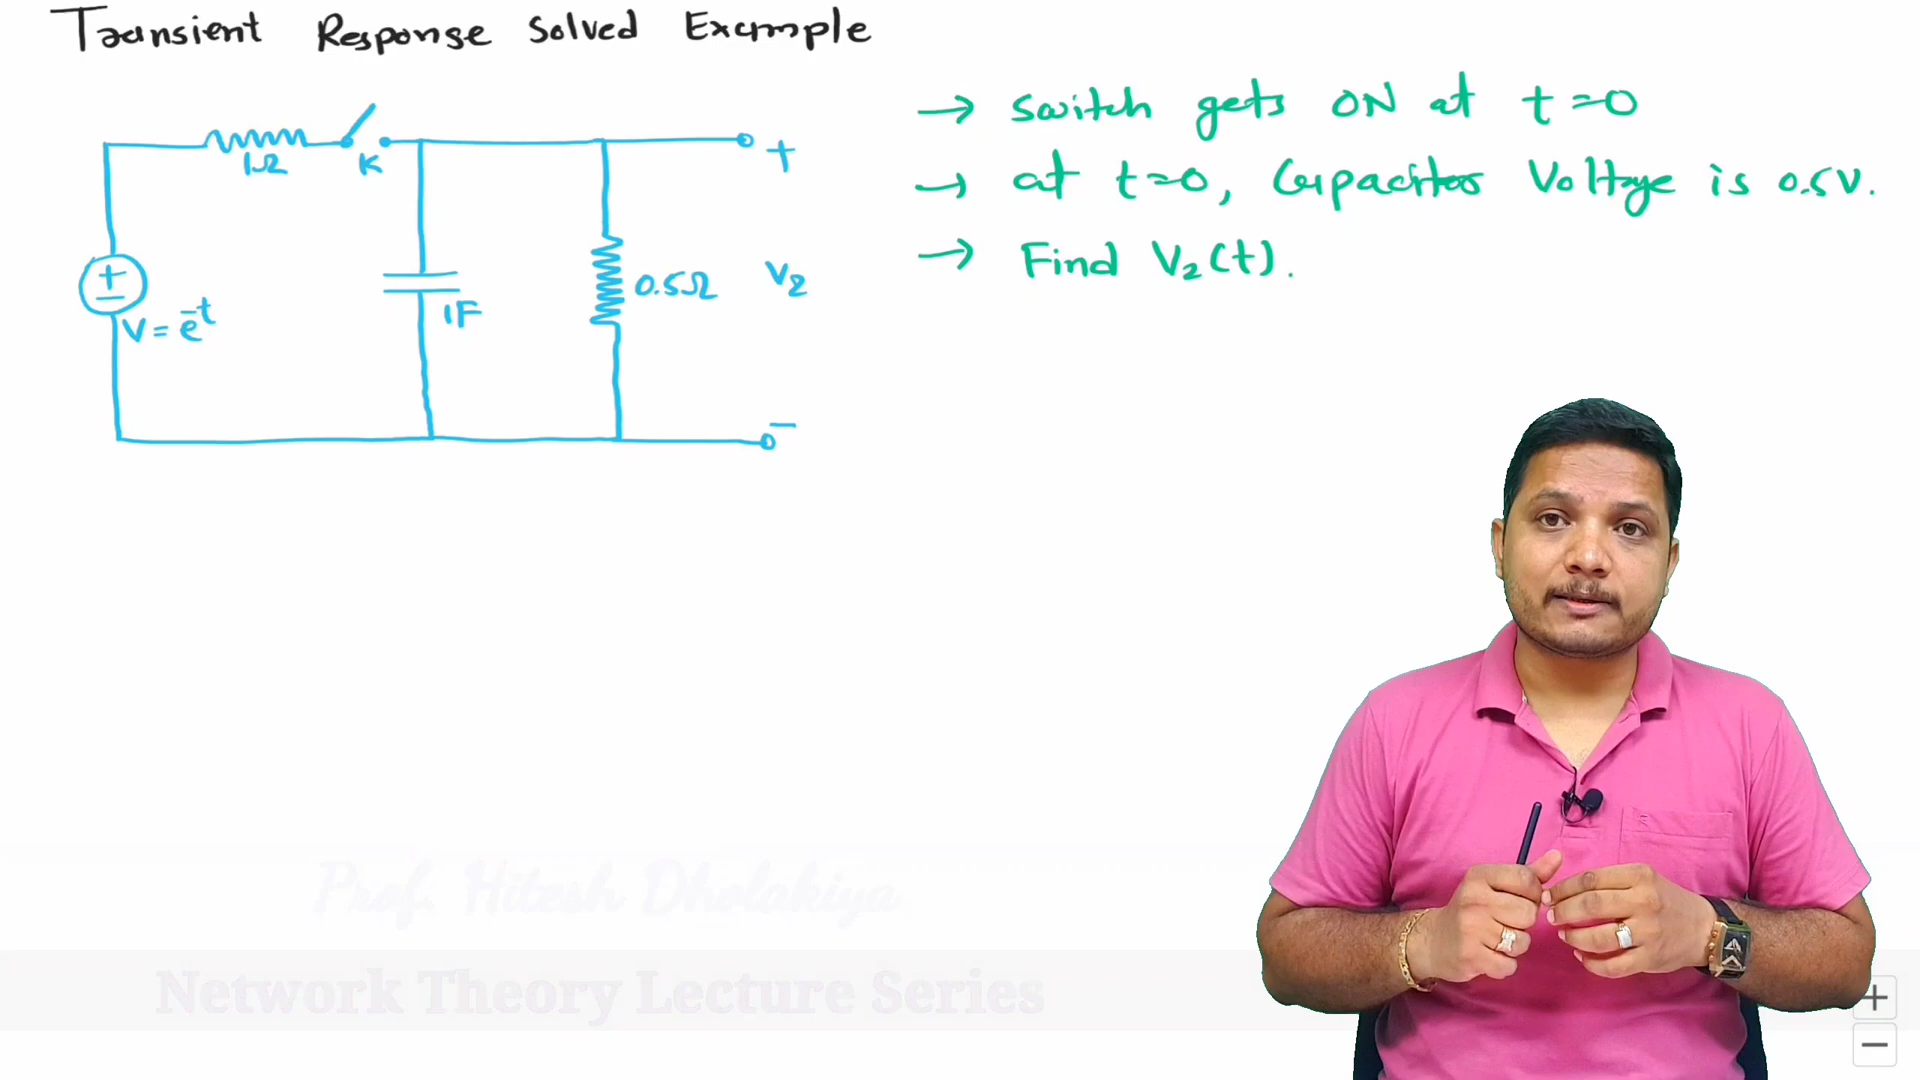 Transient Response Solved Example
→ Switch gets ON at t=0
→ at t=0, Capacitor Voltage is 0.5V.
→ Find V₂(t).
1Ω
K
+
+
−
V = e⁻ᵗ
1F
0.5Ω
V₂
−
Prof. Hitesh Dholakiya
Network Theory Lecture Series
+
−